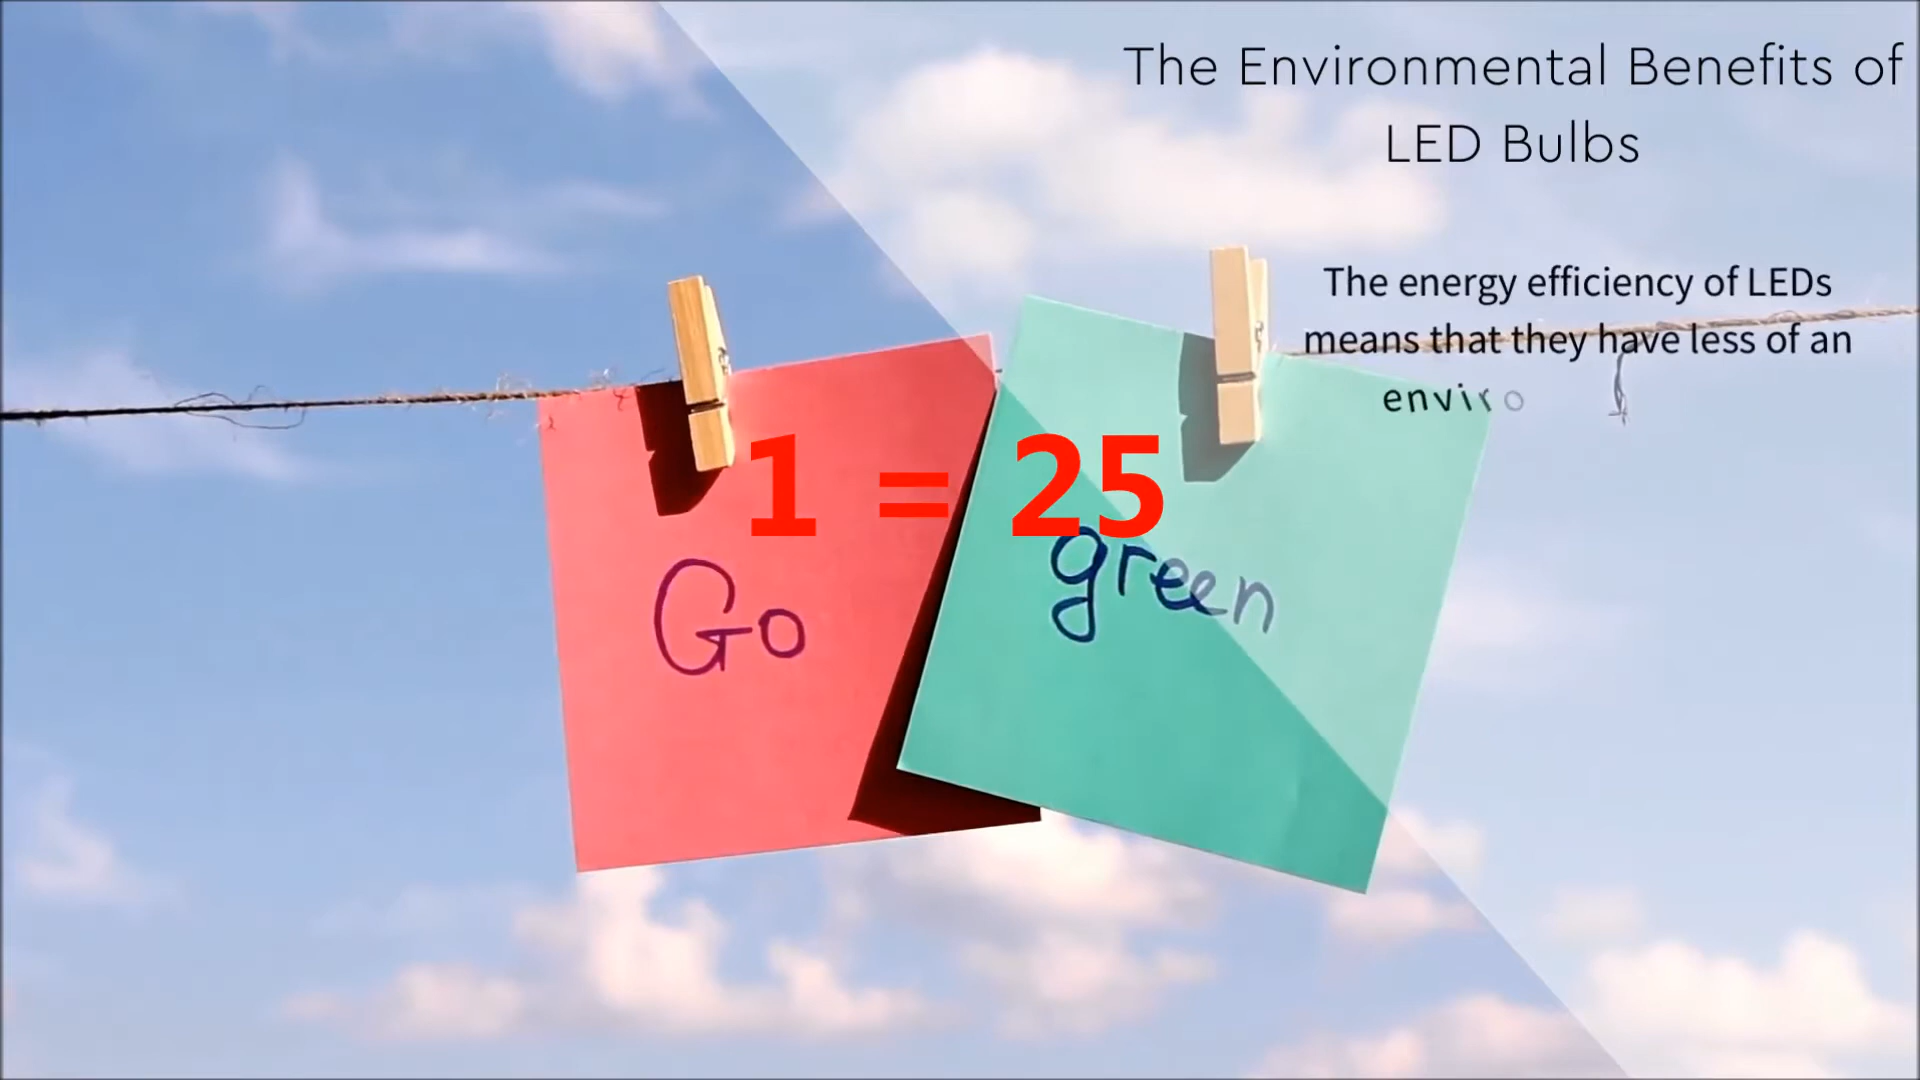 The Environmental Benefits of
LED Bulbs
The energy efficiency of LEDs
means that they have less of an
enviro
1 = 25
Go
green